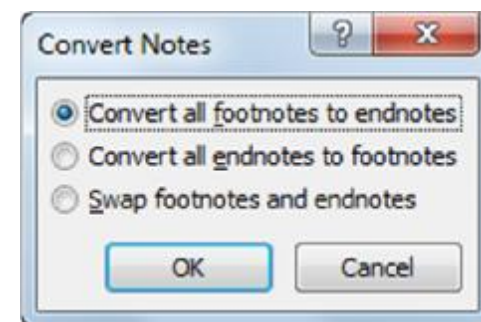 Convert Notes
Convert all footnotes to endnotes
Convert all endnotes to footnotes
Swap footnotes and endnotes
OK Cancel